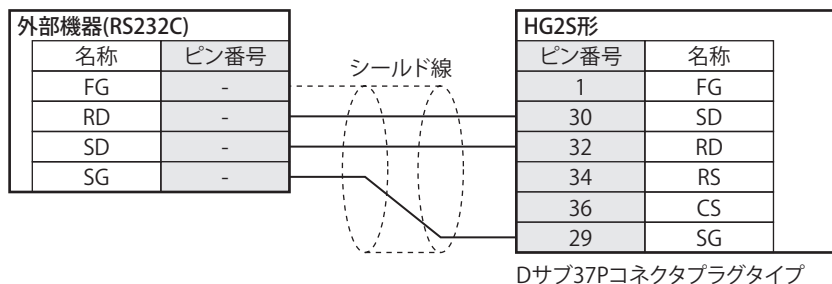 外部機器(RS232C)
名称 ピン番号
FG -
RD -
SD -
SG -
シールド線
HG2S形
ピン番号 名称
1 FG
30 SD
32 RD
34 RS
36 CS
29 SG
Dサブ37Pコネクタプラグタイプ